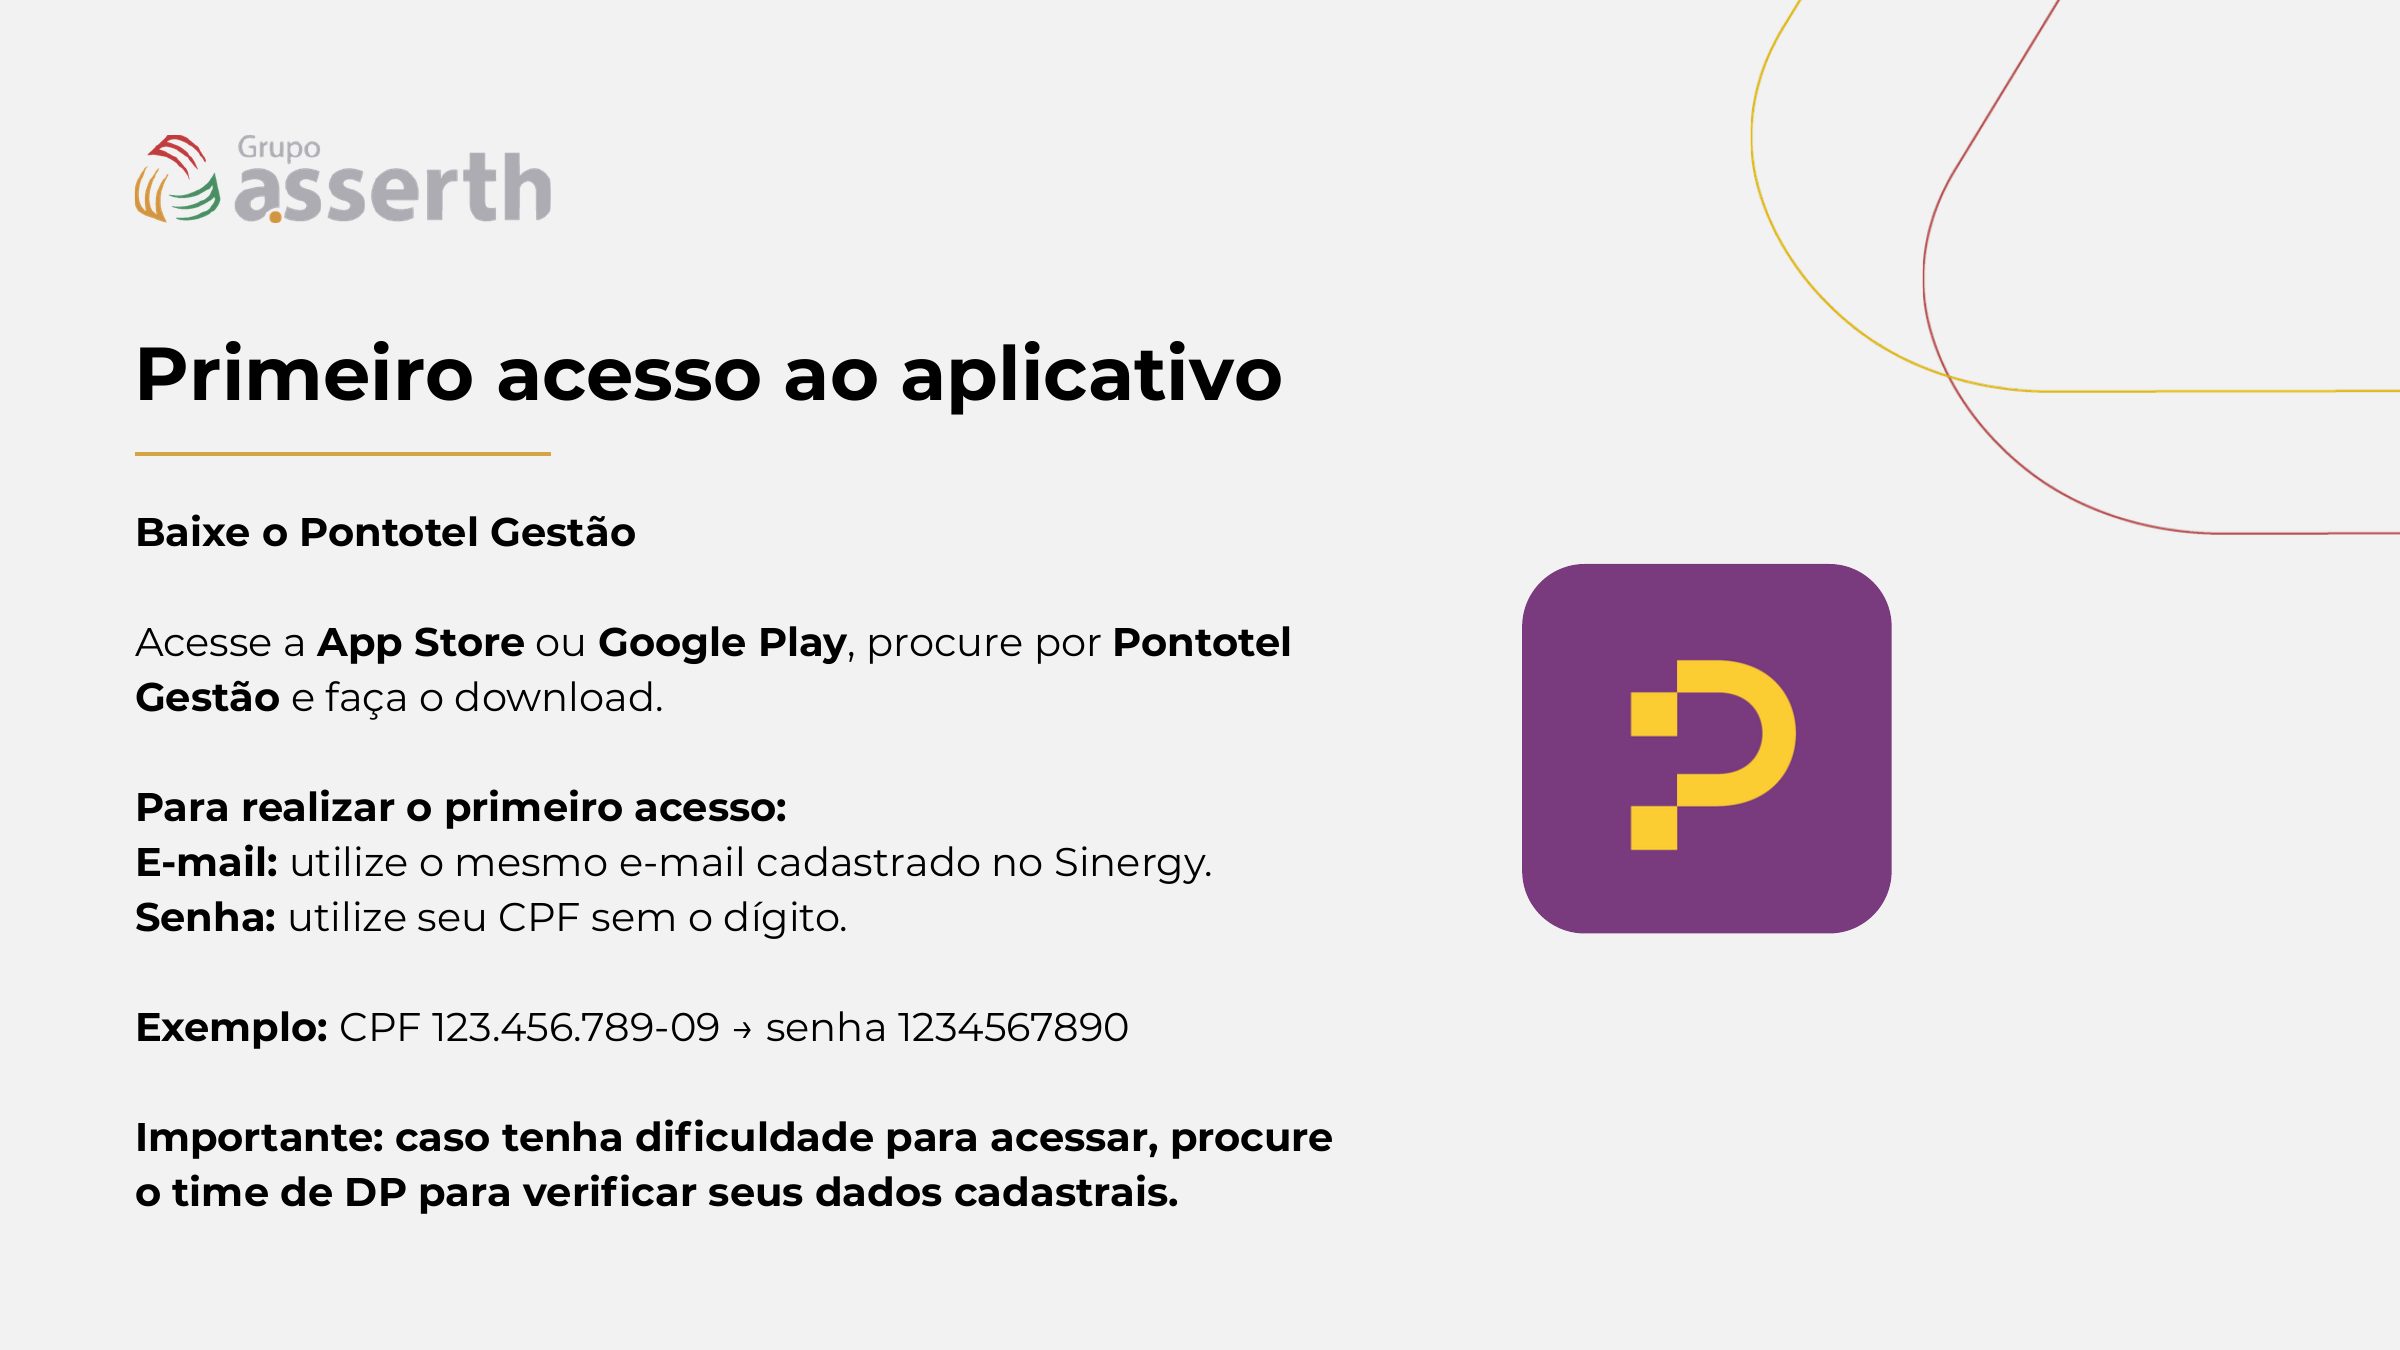 Grupo
asserth
Primeiro acesso ao aplicativo
Baixe o Pontotel Gestão
Acesse a App Store ou Google Play, procure por Pontotel
Gestão e faça o download.
Para realizar o primeiro acesso:
E-mail: utilize o mesmo e-mail cadastrado no Sinergy.
Senha: utilize seu CPF sem o dígito.
Exemplo: CPF 123.456.789-09 → senha 1234567890
Importante: caso tenha dificuldade para acessar, procure
o time de DP para verificar seus dados cadastrais.